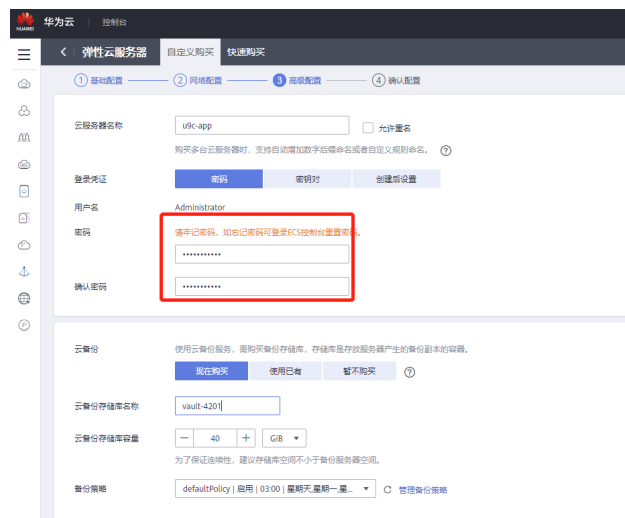 HUAWEI 华为云 控制台
弹性云服务器 自定义购买 快速购买
1 基础配置 2 网络配置 3 高级配置 4 确认配置
云服务器名称 u9c-app 允许重名
购买多台云服务器时，支持自动增加数字后缀命名或者自定义规则命名。 ?
登录凭证 密码 密钥对 创建后设置
用户名 Administrator
密码 请牢记密码，如忘记密码可登录ECS控制台重置密码。
•••••••••••
确认密码 •••••••••••
云备份 使用云备份服务，需购买备份存储库，存储库是存放服务器产生的备份副本的容器。
现在购买 使用已有 暂不购买 ?
云备份存储库名称 vault-4201
云备份存储库容量 — 40 + GiB
为了保证连续性，建议存储库空间不小于备份服务器空间。
备份策略 defaultPolicy | 启用 | 03:00 | 星期天,星期一,星... C 管理备份策略